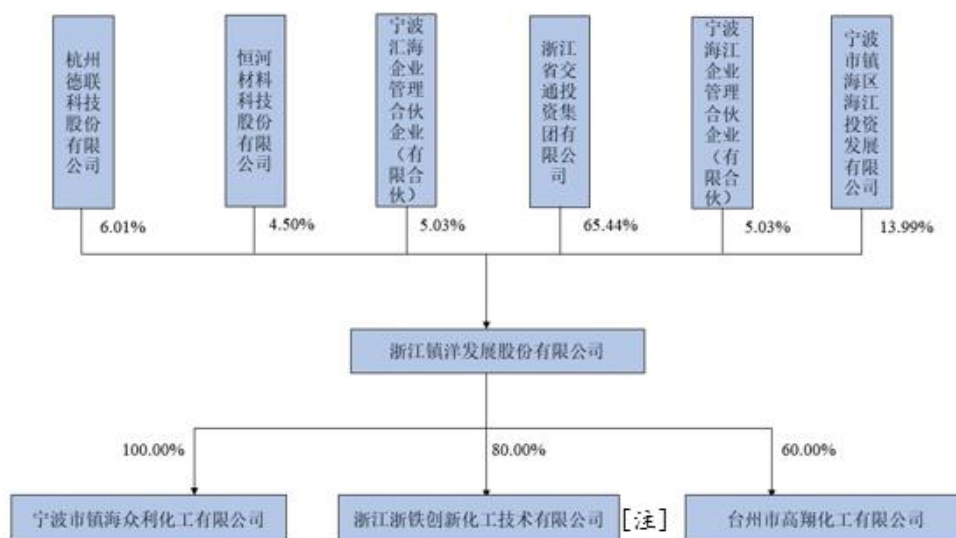 杭州
德联
科技
股份
有限
公司
恒河
材料
科技
股份
有限
公司
宁波
汇海
企业
管理
合伙
企业
（有
限合
伙）
浙江
省交
通投
资集
团有
限公
司
宁波
海江
企业
管理
合伙
企业
（有
限合
伙）
宁波
市镇
海区
海江
投资
发展
有限
公司
6.01%
4.50%
5.03%
65.44%
5.03%
13.99%
浙江镇洋发展股份有限公司
100.00%
80.00%
60.00%
宁波市镇海众利化工有限公司
浙江浙铁创新化工技术有限公司
[注]
台州市高翔化工有限公司